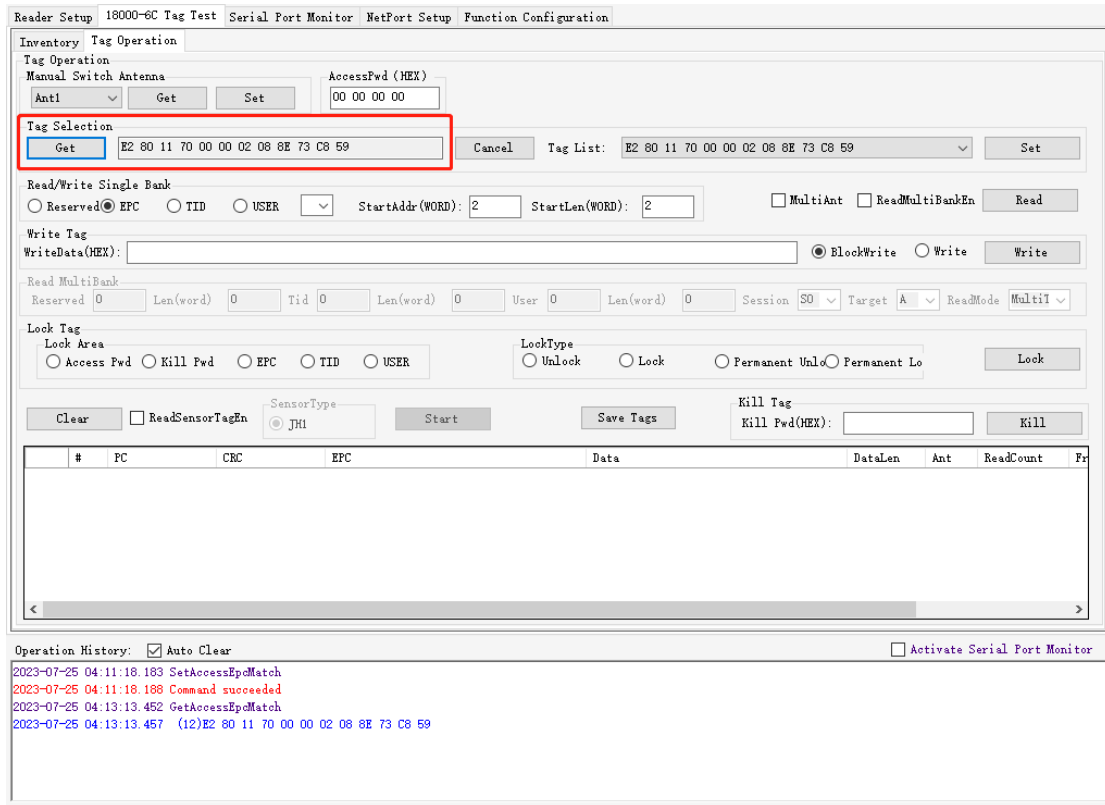 Reader Setup 18000-6C Tag Test Serial Port Monitor NetPort Setup Function Configuration
Inventory Tag Operation
Tag Operation
Manual Switch Antenna AccessPwd (HEX)
Ant1 Get Set 00 00 00 00
Tag Selection
Get E2 80 11 70 00 00 02 08 8E 73 C8 59 Cancel Tag List: E2 80 11 70 00 00 02 08 8E 73 C8 59 Set
Read/Write Single Bank
Reserved EPC TID USER StartAddr(WORD): 2 StartLen(WORD): 2 MultiAnt ReadMultiBankEn Read
Write Tag
WriteData(HEX): BlockWrite Write Write
Read MultiBank
Reserved 0 Len(word) 0 Tid 0 Len(word) 0 User 0 Len(word) 0 Session S0 Target A ReadMode MultiT
Lock Tag
Lock Area LockType
Access Pwd Kill Pwd EPC TID USER Unlock Lock Permanent Unlo Permanent Lo Lock
Clear ReadSensorTagEn SensorType JH1 Start Save Tags Kill Tag Kill Pwd(HEX): Kill
# PC CRC EPC Data DataLen Ant ReadCount Fr
Operation History: Auto Clear Activate Serial Port Monitor
2023-07-25 04:11:18.183 SetAccessEpcMatch
2023-07-25 04:11:18.188 Command succeeded
2023-07-25 04:13:13.452 GetAccessEpcMatch
2023-07-25 04:13:13.457 (12)E2 80 11 70 00 00 02 08 8E 73 C8 59